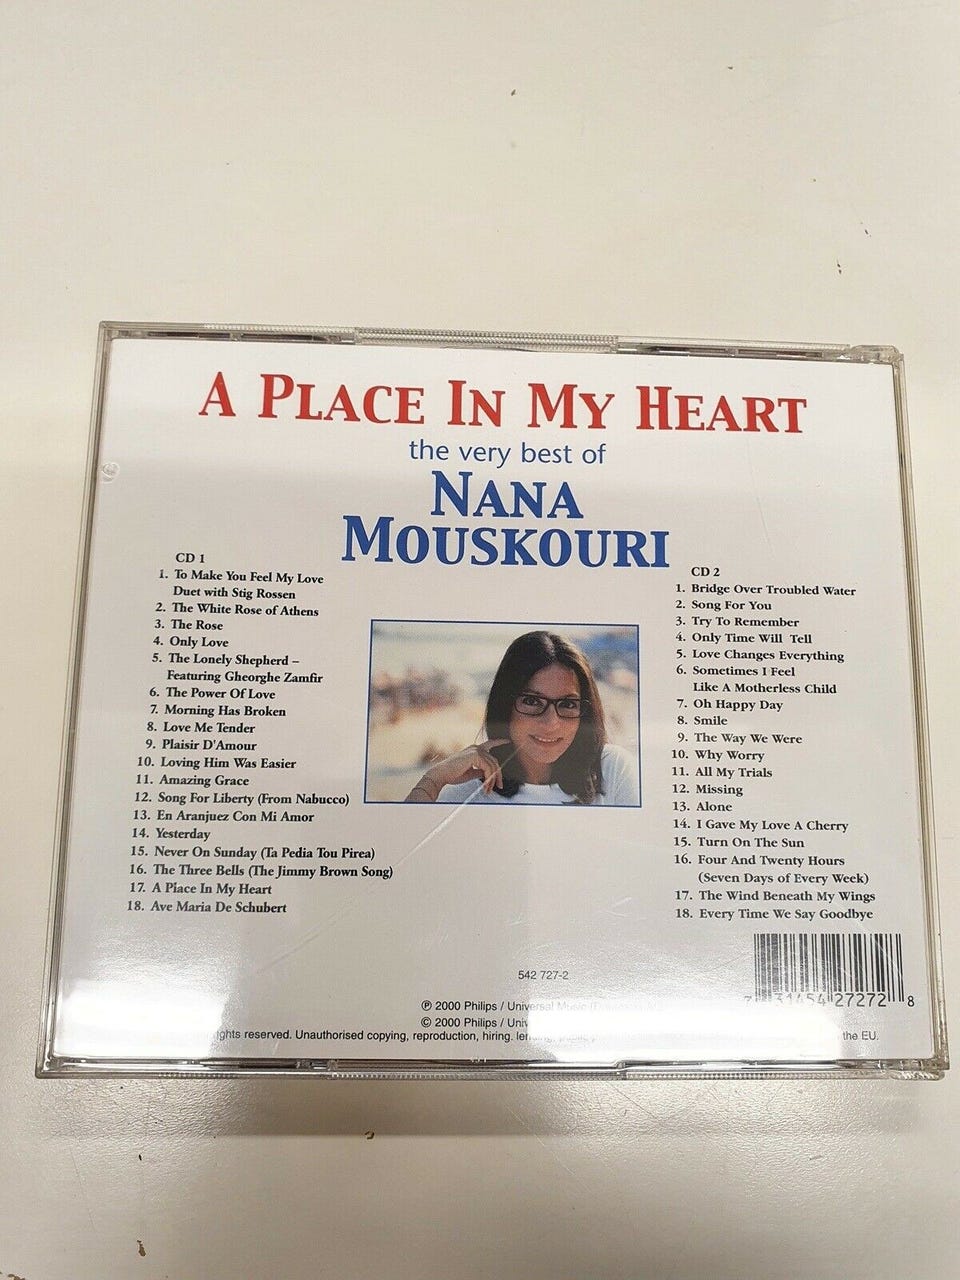 A PLACE IN MY HEART
the very best of
NANA
MOUSKOURI
CD 1
1. To Make You Feel My Love
Duet with Stig Rossen
2. The White Rose of Athens
3. The Rose
4. Only Love
5. The Lonely Shepherd –
Featuring Gheorghe Zamfir
6. The Power Of Love
7. Morning Has Broken
8. Love Me Tender
9. Plaisir D'Amour
10. Loving Him Was Easier
11. Amazing Grace
12. Song For Liberty (From Nabucco)
13. En Aranjuez Con Mi Amor
14. Yesterday
15. Never On Sunday (Ta Pedia Tou Pirea)
16. The Three Bells (The Jimmy Brown Song)
17. A Place In My Heart
18. Ave Maria De Schubert
CD 2
1. Bridge Over Troubled Water
2. Song For You
3. Try To Remember
4. Only Time Will Tell
5. Love Changes Everything
6. Sometimes I Feel
Like A Motherless Child
7. Oh Happy Day
8. Smile
9. The Way We Were
10. Why Worry
11. All My Trials
12. Missing
13. Alone
14. I Gave My Love A Cherry
15. Turn On The Sun
16. Four And Twenty Hours
(Seven Days of Every Week)
17. The Wind Beneath My Wings
18. Every Time We Say Goodbye
542 727-2
7 31454 27272 8
℗ 2000 Philips / Universal Music
© 2000 Philips /
reserved. Unauthorised copying, reproduction, hiring.
the EU.